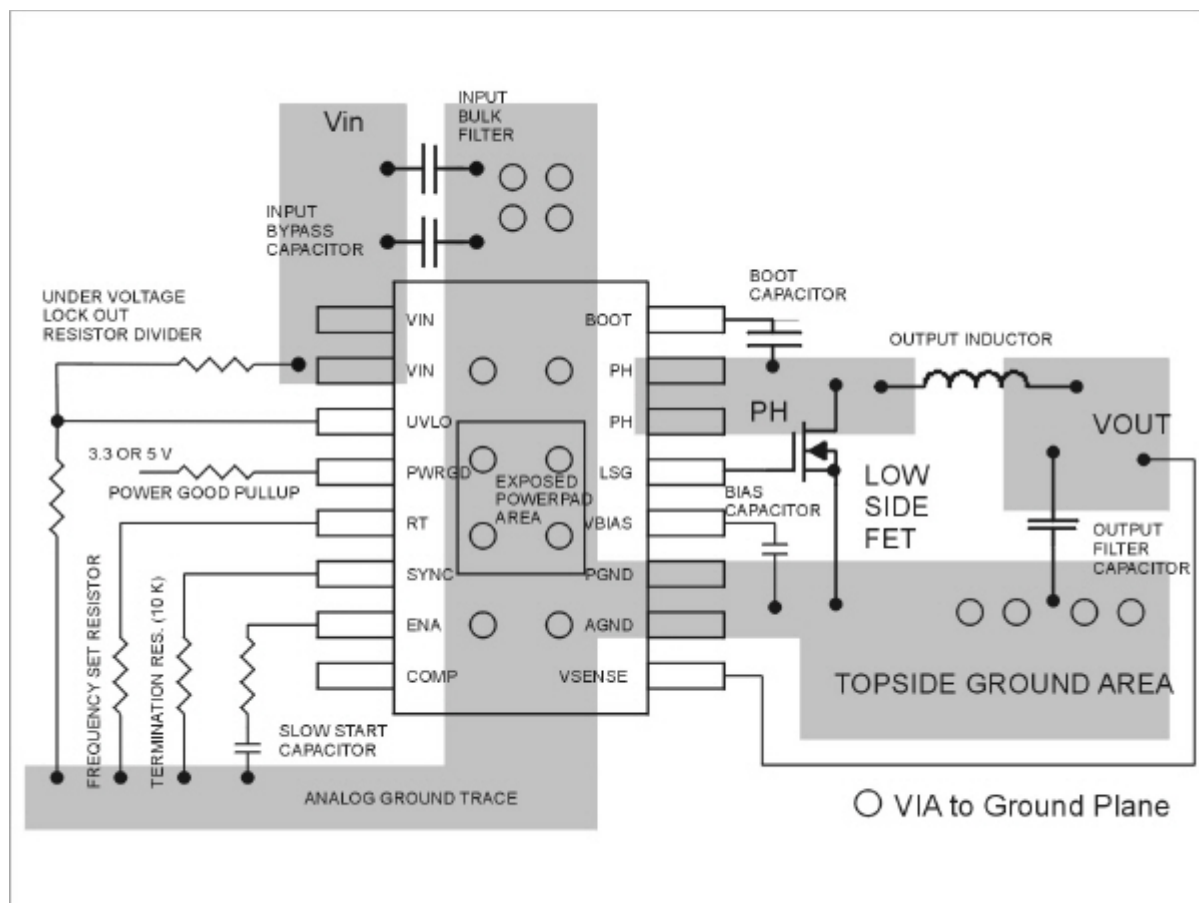 Vin
INPUT
BULK
FILTER
INPUT
BYPASS
CAPACITOR
UNDER VOLTAGE
LOCK OUT
RESISTOR DIVIDER
BOOT
CAPACITOR
OUTPUT INDUCTOR
VIN
BOOT
VIN
PH
UVLO
PH
PH
VOUT
3.3 OR 5 V
POWER GOOD PULLUP
PWRGD
EXPOSED
POWERPAD
AREA
LSG
BIAS
CAPACITOR
LOW
SIDE
FET
RT
VBIAS
OUTPUT
FILTER
CAPACITOR
SYNC
PGND
ENA
AGND
COMP
VSENSE
TOPSIDE GROUND AREA
FREQUENCY SET RESISTOR
TERMINATION RES. (10 K)
SLOW START
CAPACITOR
ANALOG GROUND TRACE
VIA to Ground Plane